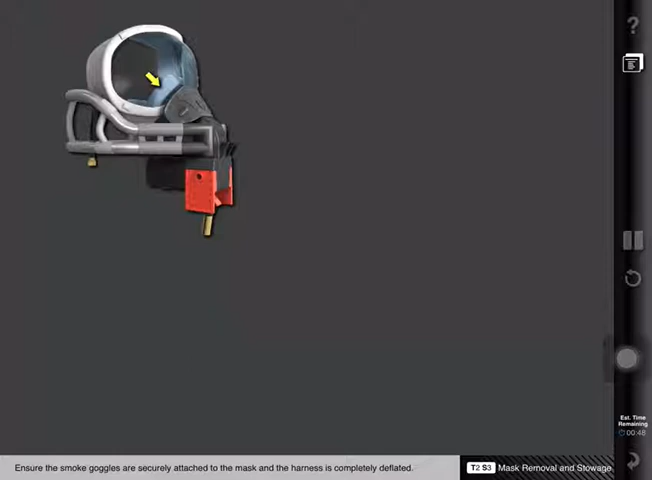 ?
Est. Time
Remaining
00:48
Ensure the smoke goggles are securely attached to the mask and the harness is completely deflated.
T2 S3 Mask Removal and Stowage